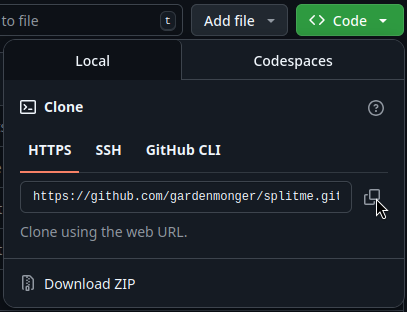 to file
t
Add file
Code
Local
Codespaces
Clone
HTTPS
SSH
GitHub CLI
https://github.com/gardenmonger/splitme.git
Clone using the web URL.
Download ZIP